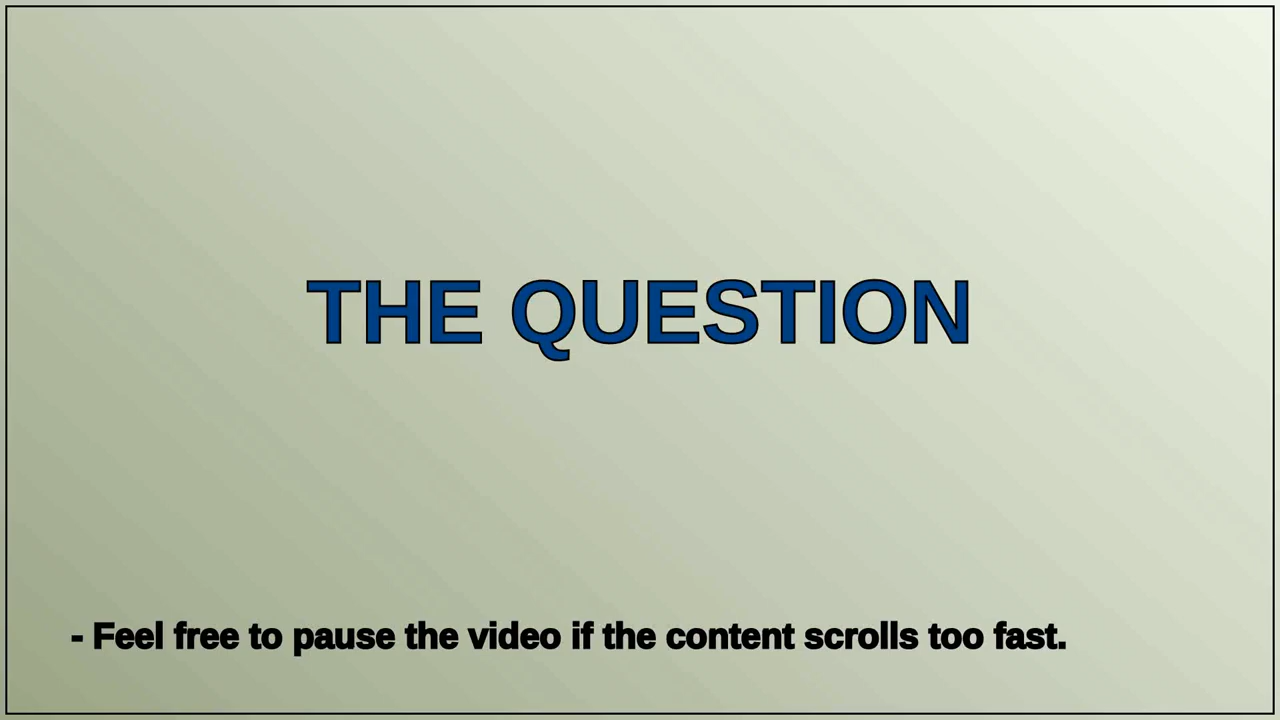 THE QUESTION
- Feel free to pause the video if the content scrolls too fast.